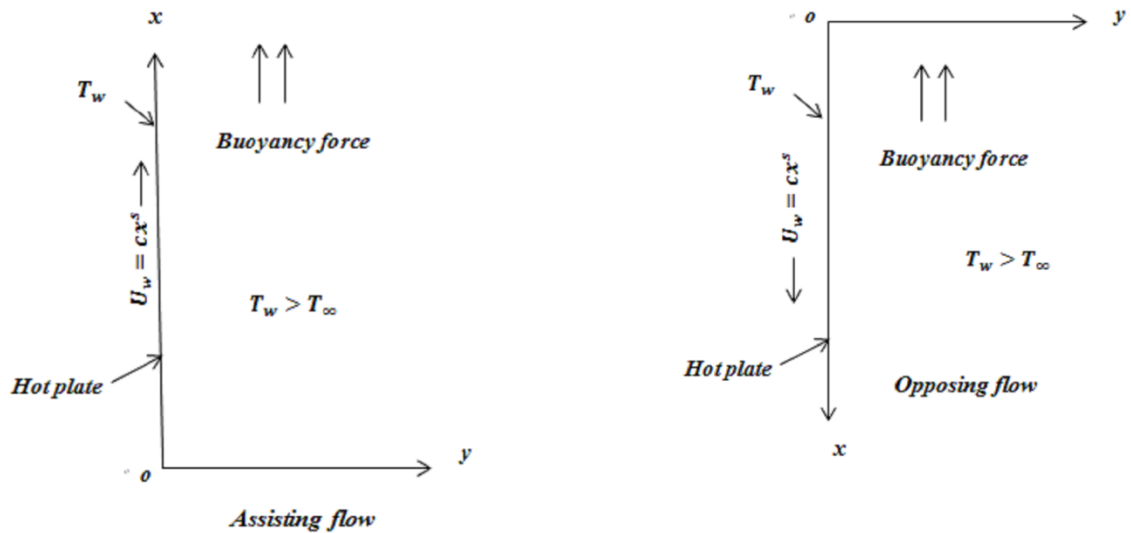 x
T_w
Buoyancy force
U_w = cx^s
T_w > T_∞
Hot plate
y
o
Assisting flow
o
y
T_w
Buoyancy force
U_w = cx^s
T_w > T_∞
Hot plate
Opposing flow
x